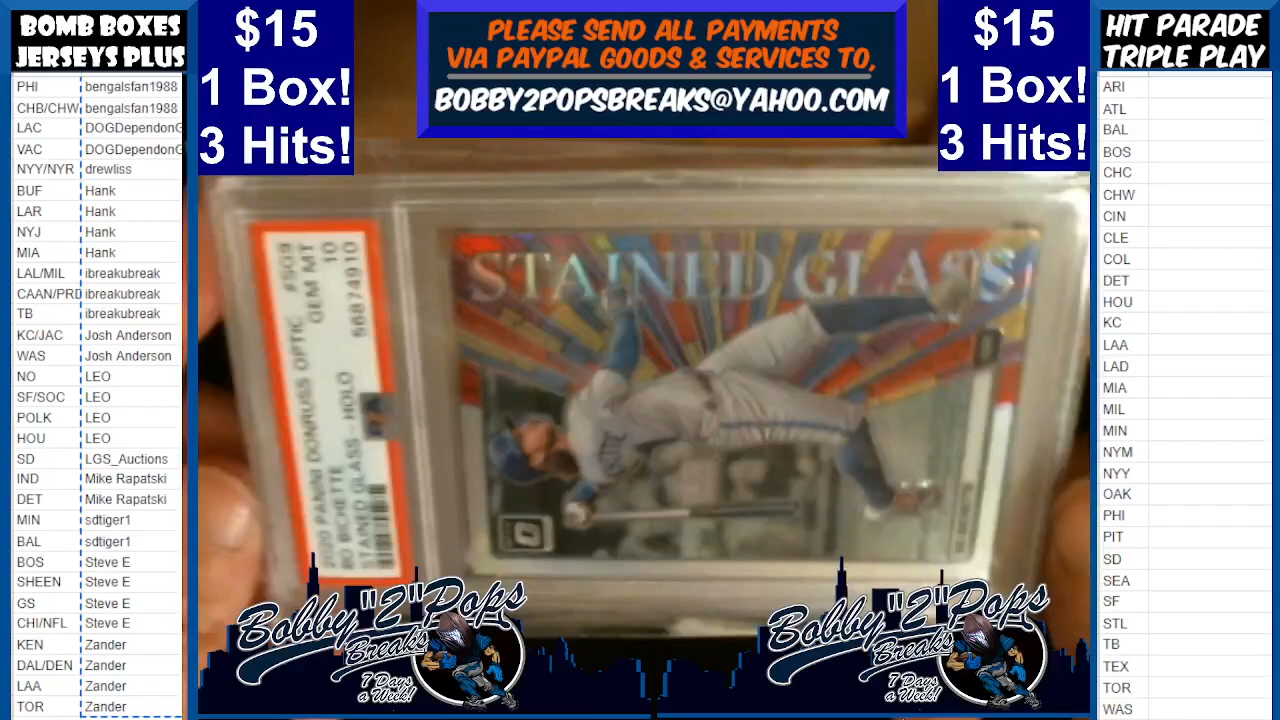 BOMB BOXES
JERSEYS PLUS
PHI bengalsfan1988
CHB/CHW bengalsfan1988
LAC DOGDependonG
VAC DOGDependonG
NYY/NYR drewliss
BUF Hank
LAR Hank
NYJ Hank
MIA Hank
LAL/MIL ibreakubreak
CAAN/PRD ibreakubreak
TB ibreakubreak
KC/JAC Josh Anderson
WAS Josh Anderson
NO LEO
SF/SOC LEO
POLK LEO
HOU LEO
SD LGS_Auctions
IND Mike Rapatski
DET Mike Rapatski
MIN sdtiger1
BAL sdtiger1
BOS Steve E
SHEEN Steve E
GS Steve E
CHI/NFL Steve E
KEN Zander
DAL/DEN Zander
LAA Zander
TOR Zander
$15
1 Box!
3 Hits!
PLEASE SEND ALL PAYMENTS
VIA PAYPAL GOODS & SERVICES TO,
BOBBY2POPSBREAKS@YAHOO.COM
$15
1 Box!
3 Hits!
2020 PANINI DONRUSS OPTIC #SG9
BO BICHETTE GEM MT
STAINED GLASS-HOLO 10
56874910
PSA
STAINED GLASS
Bobby "2" Pops
Breaks
7 Days
a Week!
Bobby "2" Pops
Breaks
7 Days
a Week!
HIT PARADE
TRIPLE PLAY
ARI
ATL
BAL
BOS
CHC
CHW
CIN
CLE
COL
DET
HOU
KC
LAA
LAD
MIA
MIL
MIN
NYM
NYY
OAK
PHI
PIT
SD
SEA
SF
STL
TB
TEX
TOR
WAS